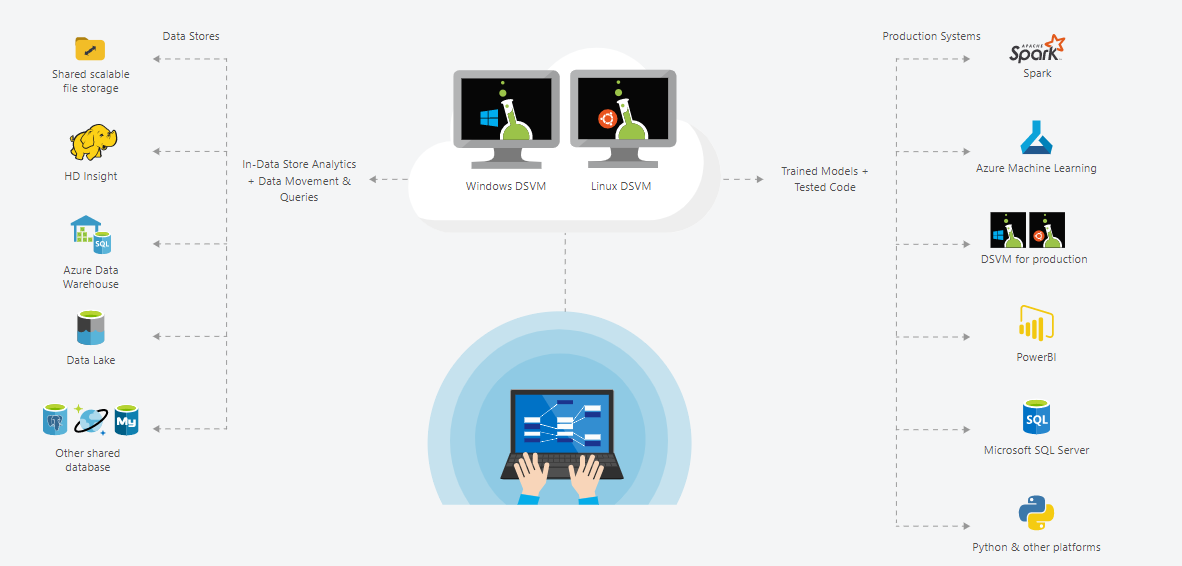 Data Stores
Shared scalable
file storage
HD Insight
Azure Data
Warehouse
SQL
Data Lake
My
Other shared
database
In-Data Store Analytics
+ Data Movement &
Queries
Windows DSVM
Linux DSVM
Trained Models +
Tested Code
Production Systems
APACHE
Spark
Spark
Azure Machine Learning
DSVM for production
PowerBI
SQL
Microsoft SQL Server
Python & other platforms